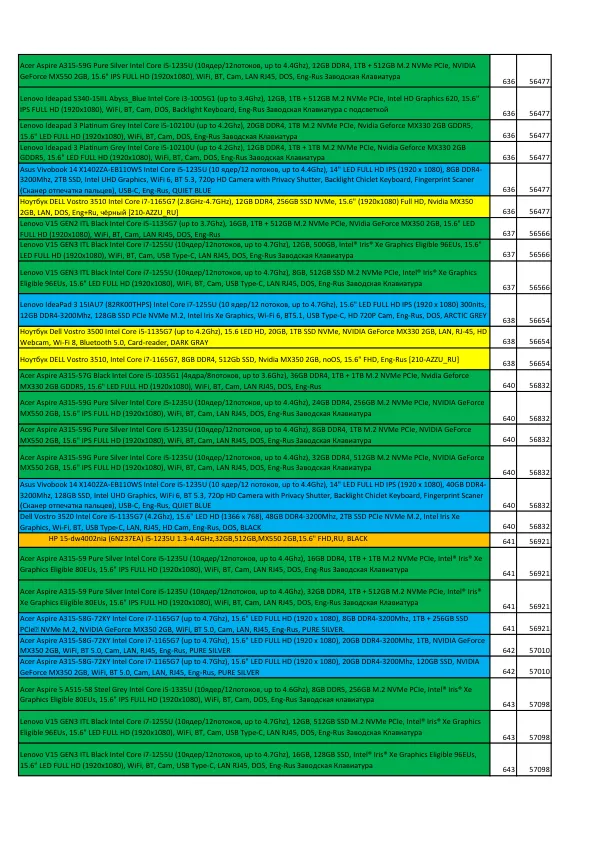 Acer Aspire A315-59G Pure Silver Intel Core i5-1235U (10ядер/12потоков, up to 4.4Ghz), 12GB DDR4, 1TB + 512GB M.2 NVMe PCIe, NVIDIA
GeForce MX550 2GB, 15.6" IPS FULL HD (1920x1080), WiFi, BT, Cam, LAN RJ45, DOS, Eng-Rus Заводская Клавиатура 636 56477
Lenovo Ideapad S340-15IIL Abyss_Blue Intel Core i3-1005G1 (up to 3.4Ghz), 12GB, 1TB + 512GB M.2 NVMe PCIe, Intel HD Graphics 620, 15.6"
IPS FULL HD (1920x1080), WiFi, BT, Cam, DOS, Backlight Keyboard, Eng-Rus Заводская Клавиатура с подсветкой 636 56477
Lenovo Ideapad 3 Platinum Grey Intel Core i5-10210U (up to 4.2Ghz), 20GB DDR4, 1TB M.2 NVMe PCIe, Nvidia GeForce MX330 2GB GDDR5,
15.6" LED FULL HD (1920x1080), WiFi, BT, Cam, DOS, Eng-Rus Заводская Клавиатура 636 56477
Lenovo Ideapad 3 Platinum Grey Intel Core i5-10210U (up to 4.2Ghz), 12GB DDR4, 1TB + 1TB M.2 NVMe PCIe, Nvidia GeForce MX330 2GB
GDDR5, 15.6" LED FULL HD (1920x1080), WiFi, BT, Cam, DOS, Eng-Rus Заводская Клавиатура 636 56477
Asus Vivobook 14 X1402ZA-EB110WS Intel Core i5-1235U (10 ядер /12 потоков, up to 4.4Ghz), 14" LED FULL HD IPS (1920 x 1080), 8GB DDR4-
3200Mhz, 2TB SSD, Intel UHD Graphics, WiFi 6, BT 5.3, 720p HD Camera with Privacy Shutter, Backlight Chiclet Keyboard, Fingerprint Scaner
(Сканер отпечатка пальцев), USB-C, Eng-Rus, QUIET BLUE 636 56477
Ноутбук DELL Vostro 3510 Intel Core i7-1165G7 (2.8GHz-4.7GHz), 12GB DDR4, 256GB SSD NVMe, 15.6" (1920x1080) Full HD, NVidia MX350
2GB, LAN, DOS, Eng+Ru, чёрный [210-AZZU_RU] 636 56477
Lenovo V15 GEN2 ITL Black Intel Core i5-1135G7 (up to 5.7Ghz), 16GB, 1TB + 512GB M.2 NVMe PCIe, NVIDIA GeForce MX350 2GB, 15.6" LED
FULL HD (1920x1080), WiFi, BT, Cam, LAN RJ45, DOS, Eng-Rus 637 56566
Lenovo V15 GEN3 ITL Black Intel Core i7-1255U (10ядер/12потоков, up to 4.7Ghz), 12GB, 500GB, Intel® Iris® Xe Graphics Eligible 96EUs, 15.6"
LED FULL HD (1920x1080), WiFi, BT, Cam, USB Type-C, LAN RJ45, DOS, Eng-Rus Заводская Клавиатура 637 56566
Lenovo V15 GEN3 ITL Black Intel Core i7-1255U (10ядер/12потоков, up to 4.7Ghz), 8GB, 512GB SSD M.2 NVMe PCIe, Intel® Iris® Xe Graphics
Eligible 96EUs, 15.6" LED FULL HD (1920x1080), WiFi, BT, Cam, USB Type-C, LAN RJ45, DOS, Eng-Rus Заводская Клавиатура 637 56566
Lenovo IdeaPad 3 15IAU7 (82RK00THPS) Intel Core i7-1255U (10 ядер/12 потоков, up to 4.7Ghz), 15.6" LED FULL HD IPS (1920 x 1080) 300nits,
12GB DDR4-3200Mhz, 128GB SSD PCIe NVMe M.2, Intel Iris Xe Graphics, Wi-Fi 6, BT5.1, USB Type-C, HD 720P Cam, Eng-Rus, DOS, ARCTIC GREY 638 56654
Ноутбук Dell Vostro 3500 Intel Core i5-1135G7 (up to 4.2Ghz), 15.6 LED HD, 20GB, 1TB SSD NVMe, NVIDIA GeForce MX330 2GB, LAN, RJ-45, HD
Webcam, Wi-Fi 8, Bluetooth 5.0, Card-reader, DARK GRAY 638 56654
Ноутбук DELL Vostro 3510, Intel Core i7-1165G7, 8GB DDR4, 512Gb SSD, Nvidia MX350 2GB, noOS, 15.6" FHD, Eng-Rus [210-AZZU_RU] 638 56654
Acer Aspire A315-57G Black Intel Core i5-1035G1 (4ядра/8потоков, up to 3.6Ghz), 36GB DDR4, 1TB + 1TB M.2 NVMe PCIe, Nvidia Geforce
MX330 2GB GDDR5, 15.6" LED FULL HD (1920x1080), WiFi, BT, Cam, LAN RJ45, DOS, Eng-Rus 640 56832
Acer Aspire A315-59G Pure Silver Intel Core i5-1235U (10ядер/12потоков, up to 4.4Ghz), 24GB DDR4, 256GB M.2 NVMe PCIe, NVIDIA GeForce
MX550 2GB, 15.6" IPS FULL HD (1920x1080), WiFi, BT, Cam, LAN RJ45, DOS, Eng-Rus Заводская Клавиатура 640 56832
Acer Aspire A315-59G Pure Silver Intel Core i5-1235U (10ядер/12потоков, up to 4.4Ghz), 8GB DDR4, 1TB M.2 NVMe PCIe, NVIDIA GeForce
MX550 2GB, 15.6" IPS FULL HD (1920x1080), WiFi, BT, Cam, LAN RJ45, DOS, Eng-Rus Заводская Клавиатура 640 56832
Acer Aspire A315-59G Pure Silver Intel Core i5-1235U (10ядер/12потоков, up to 4.4Ghz), 32GB DDR4, 512GB M.2 NVMe PCIe, NVIDIA GeForce
MX550 2GB, 15.6" IPS FULL HD (1920x1080), WiFi, BT, Cam, LAN RJ45, DOS, Eng-Rus Заводская Клавиатура 640 56832
Asus Vivobook 14 X1402ZA-EB110WS Intel Core i5-1235U (10 ядер /12 потоков, up to 4.4Ghz), 14" LED FULL HD IPS (1920 x 1080), 40GB DDR4-
3200Mhz, 128GB SSD, Intel UHD Graphics, WiFi 6, BT 5.3, 720p HD Camera with Privacy Shutter, Backlight Chiclet Keyboard, Fingerprint Scaner
(Сканер отпечатка пальцев), USB-C, Eng-Rus, QUIET BLUE 640 56832
Dell Vostro 3520 Intel Core i5-1135G7 (4.2Ghz), 15.6" LED HD (1366 x 768), 48GB DDR4-3200Mhz, 2TB SSD PCIe NVMe M.2, Intel Iris Xe
Graphics, Wi-Fi, BT, USB Type-C, LAN, RJ45, HD Cam, Eng-Rus, DOS, BLACK 640 56832
HP 15-dw4002nia (6N237EA) i5-1235U 1.3-4.4GHz,32GB,512GB,MX550 2GB,15.6" FHD,RU, BLACK 641 56921
Acer Aspire A315-59 Pure Silver Intel Core i5-1235U (10ядер/12потоков, up to 4.4Ghz), 16GB DDR4, 1TB + 1TB M.2 NVMe PCIe, Intel® Iris® Xe
Graphics Eligible 80EUs, 15.6" IPS FULL HD (1920x1080), WiFi, BT, Cam, LAN RJ45, DOS, Eng-Rus Заводская Клавиатура 641 56921
Acer Aspire A315-59 Pure Silver Intel Core i5-1235U (10ядер/12потоков, up to 4.4Ghz), 32GB DDR4, 1TB + 512GB M.2 NVMe PCIe, Intel® Iris®
Xe Graphics Eligible 80EUs, 15.6" IPS FULL HD (1920x1080), WiFi, BT, Cam, LAN RJ45, DOS, Eng-Rus Заводская Клавиатура 641 56921
Acer Aspire A315-58G-72KY Intel Core i7-1165G7 (up to 4.7Ghz), 15.6" LED FULL HD (1920 x 1080), 8GB DDR4-3200Mhz, 1TB + 256GB SSD
PCIe NVMe M.2, NVIDIA GeForce MX350 2GB, WiFi, BT 5.0, Cam, LAN, RJ45, Eng-Rus, PURE SILVER. 641 56921
Acer Aspire A315-58G-72KY Intel Core i7-1165G7 (up to 4.7Ghz), 15.6" LED FULL HD (1920 x 1080), 20GB DDR4-3200Mhz, 1TB, NVIDIA GeForce
MX350 2GB, WiFi, BT 5.0, Cam, LAN, RJ45, Eng-Rus, PURE SILVER 642 57010
Acer Aspire A315-58G-72KY Intel Core i7-1165G7 (up to 4.7Ghz), 15.6" LED FULL HD (1920 x 1080), 20GB DDR4-3200Mhz, 120GB SSD, NVIDIA
GeForce MX350 2GB, WiFi, BT 5.0, Cam, LAN, RJ45, Eng-Rus, PURE SILVER 642 57010
Acer Aspire 5 A515-58 Steel Grey Intel Core i5-1335U (10ядер/12потоков, up to 4.6Ghz), 8GB DDR5, 256GB M.2 NVMe PCIe, Intel® Iris® Xe
Graphics Eligible 80EUs, 15.6" IPS FULL HD (1920x1080), WiFi, BT, Cam, LAN RJ45, DOS, Eng-Rus Заводская Клавиатура 643 57098
Lenovo V15 GEN3 ITL Black Intel Core i7-1255U (10ядер/12потоков, up to 4.7Ghz), 12GB, 512GB SSD M.2 NVMe PCIe, Intel® Iris® Xe Graphics
Eligible 96EUs, 15.6" LED FULL HD (1920x1080), WiFi, BT, Cam, USB Type-C, LAN RJ45, DOS, Eng-Rus Заводская Клавиатура 643 57098
Lenovo V15 GEN3 ITL Black Intel Core i7-1255U (10ядер/12потоков, up to 4.7Ghz), 16GB, 128GB SSD, Intel® Iris® Xe Graphics Eligible 96EUs,
15.6" LED FULL HD (1920x1080), WiFi, BT, Cam, USB Type-C, LAN RJ45, DOS, Eng-Rus Заводская Клавиатура 643 57098